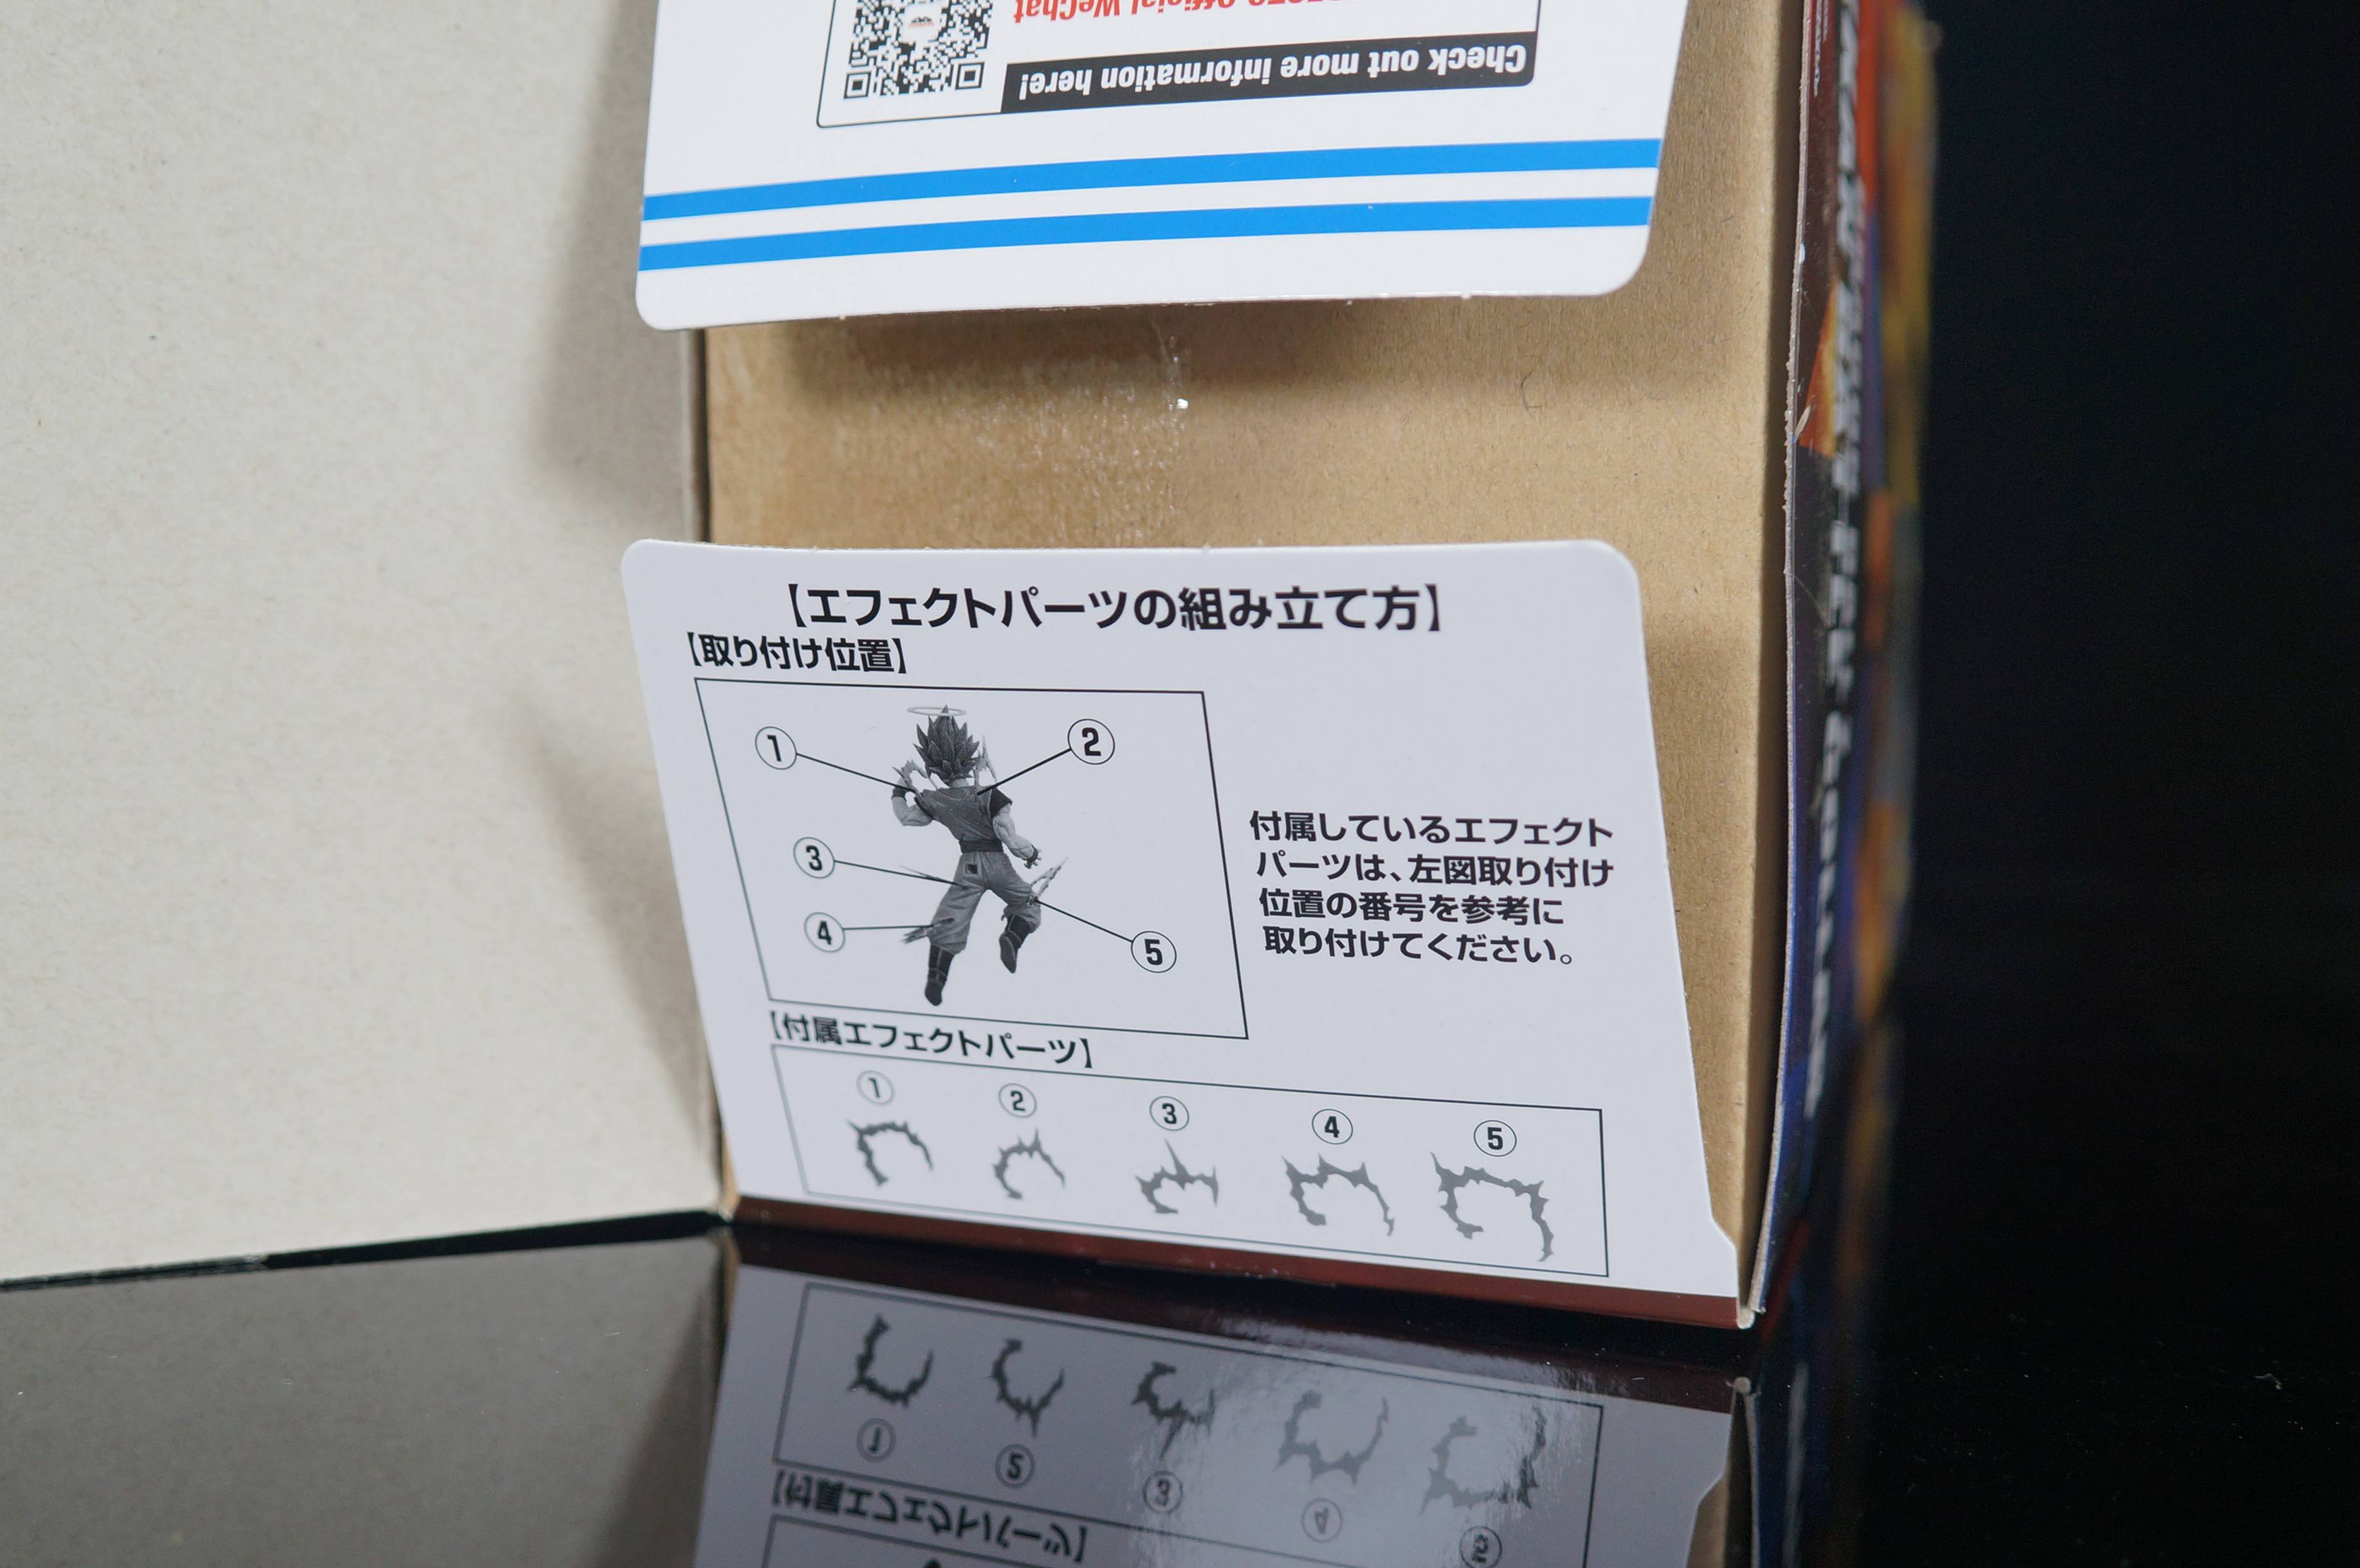 Official WeChat
Check out more information here!
【エフェクトパーツの組み立て方】
【取り付け位置】
1
2
3
4
5
付属しているエフェクト
パーツは、左図取り付け
位置の番号を参考に
取り付けてください。
【付属エフェクトパーツ】
1 2 3 4 5